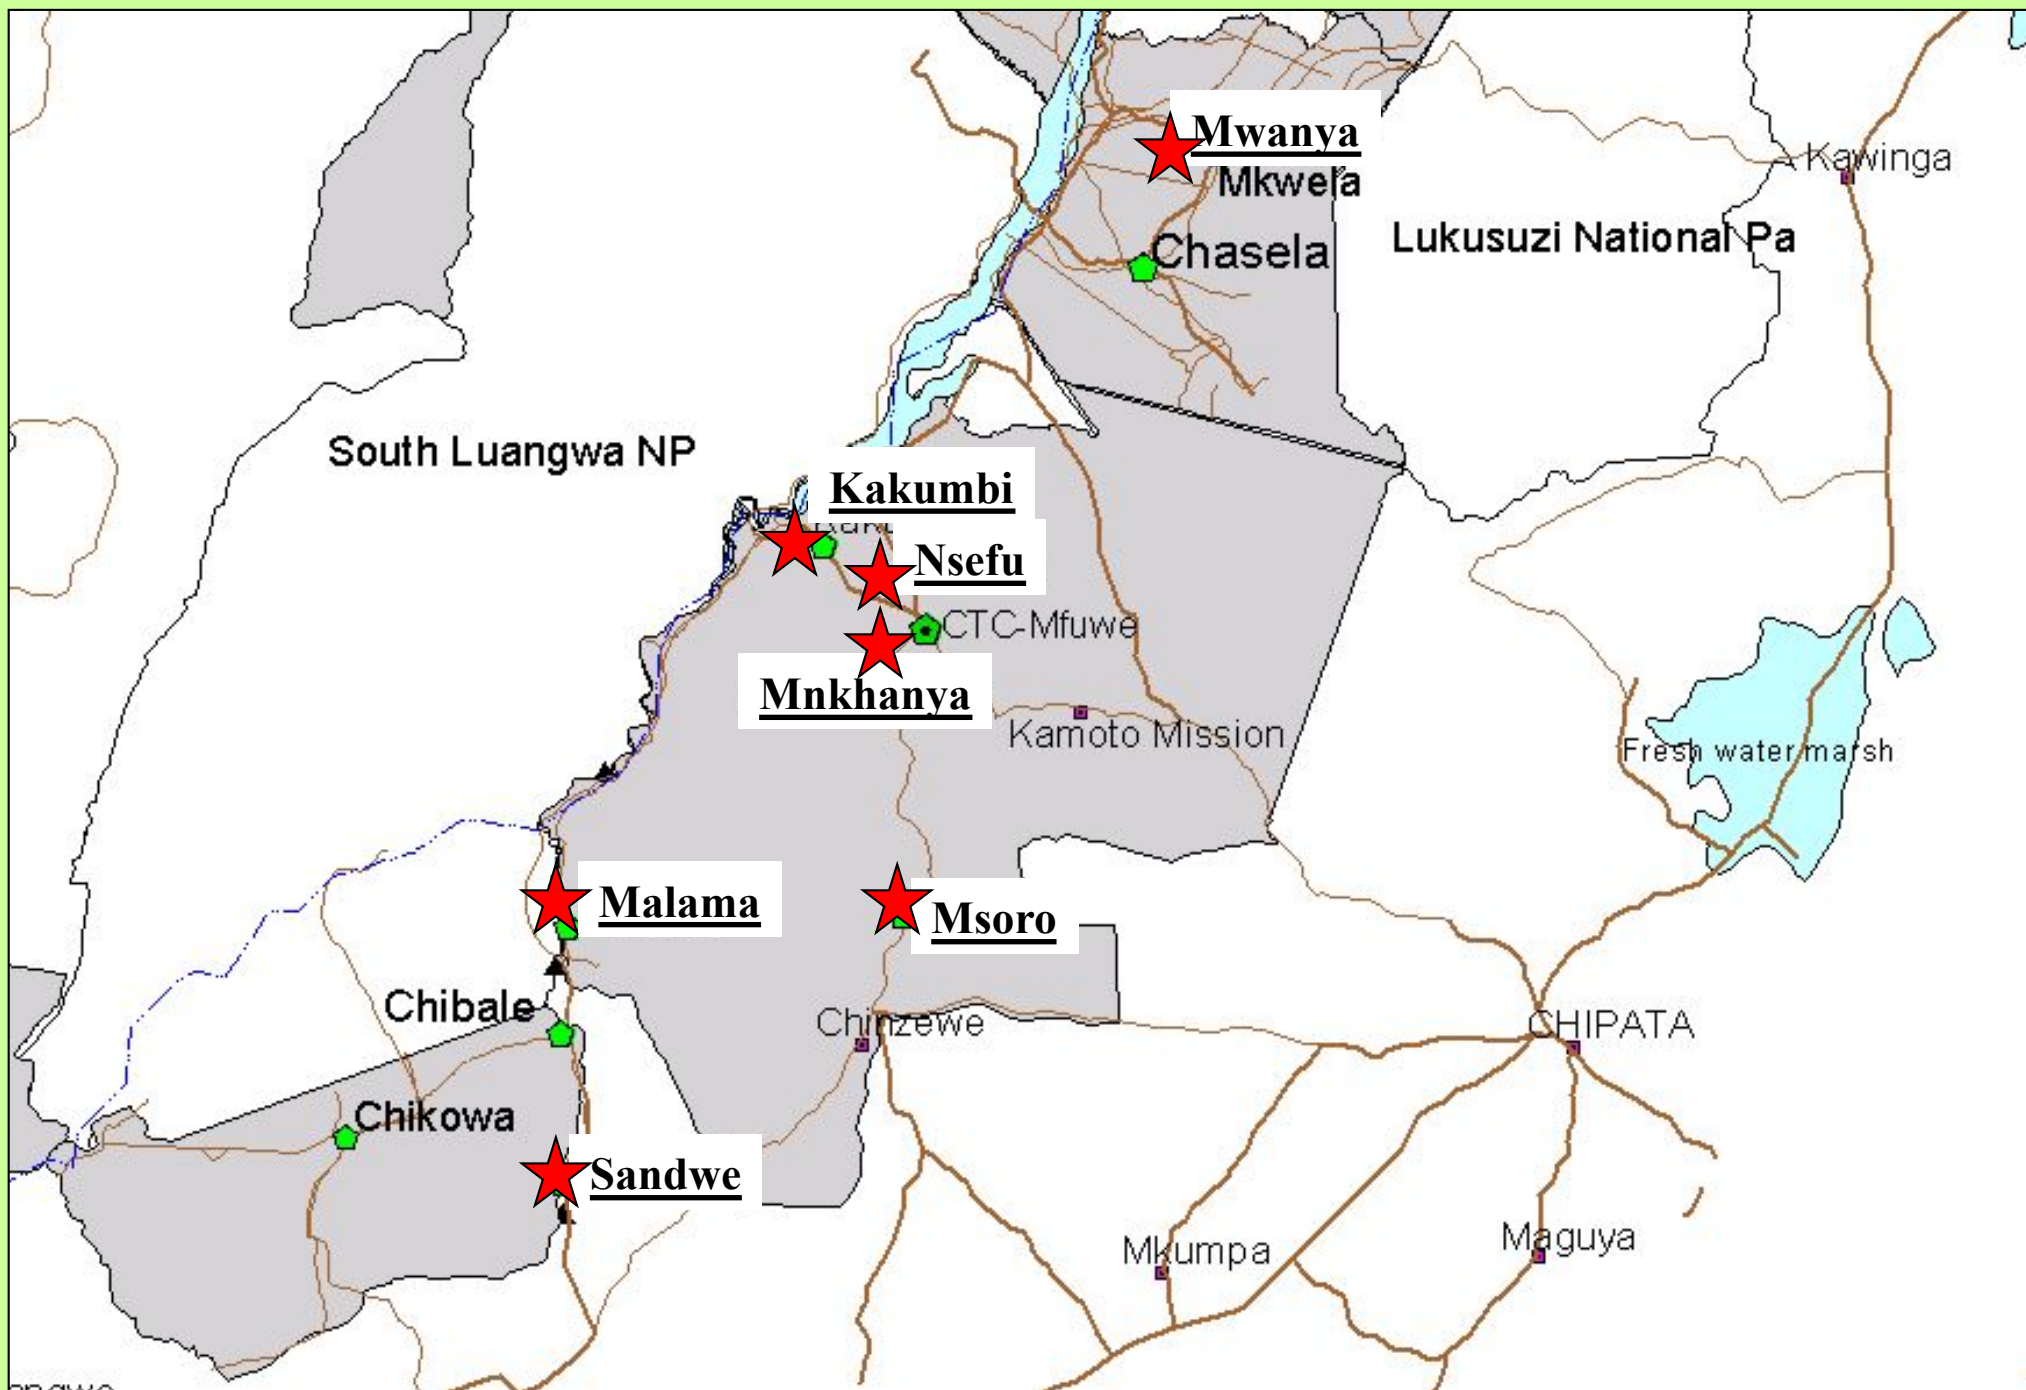 Mwanya
Kawinga
Mkwela
Lukusuzi National Pa
Chasela
South Luangwa NP
Kakumbi
Nsefu
CTC-Mfuwe
Mnkhanya
Kamoto Mission
Fresh water marsh
Malama
Msoro
Chibale
Chinzewe
CHIPATA
Chikowa
Sandwe
Mkumpa
Maguya